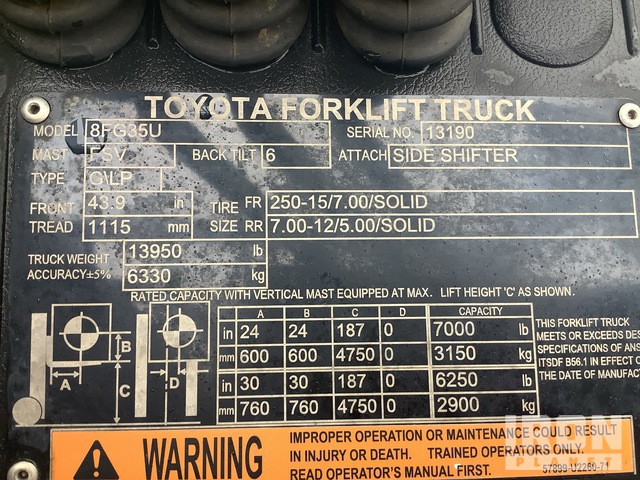 TOYOTA FORKLIFT TRUCK
MODEL 8FG35U SERIAL NO. 13190
MAST FSV BACK TILT 6 ATTACH SIDE SHIFTER
TYPE G\LP
FRONT 43.9 in TIRE FR 250-15/7.00/SOLID
TREAD 1115 mm SIZE RR 7.00-12/5.00/SOLID
TRUCK WEIGHT 13950 lb
ACCURACY±5% 6330 kg
RATED CAPACITY WITH VERTICAL MAST EQUIPPED AT MAX. LIFT HEIGHT 'C' AS SHOWN.
A B C D CAPACITY
in 24 24 187 0 7000 lb
mm 600 600 4750 0 3150 kg
in 30 30 187 0 6250 lb
mm 760 760 4750 0 2900 kg
A B C D
THIS FORKLIFT TRUCK
MEETS OR EXCEEDS DES
SPECIFICATIONS OF ANS
ITSDF B56.1 IN EFFECT O
THE DATE OF MANUFAC
WARNING
IMPROPER OPERATION OR MAINTENANCE COULD RESULT
IN INJURY OR DEATH. TRAINED OPERATORS ONLY.
READ OPERATOR'S MANUAL FIRST.
IRON
PLANET